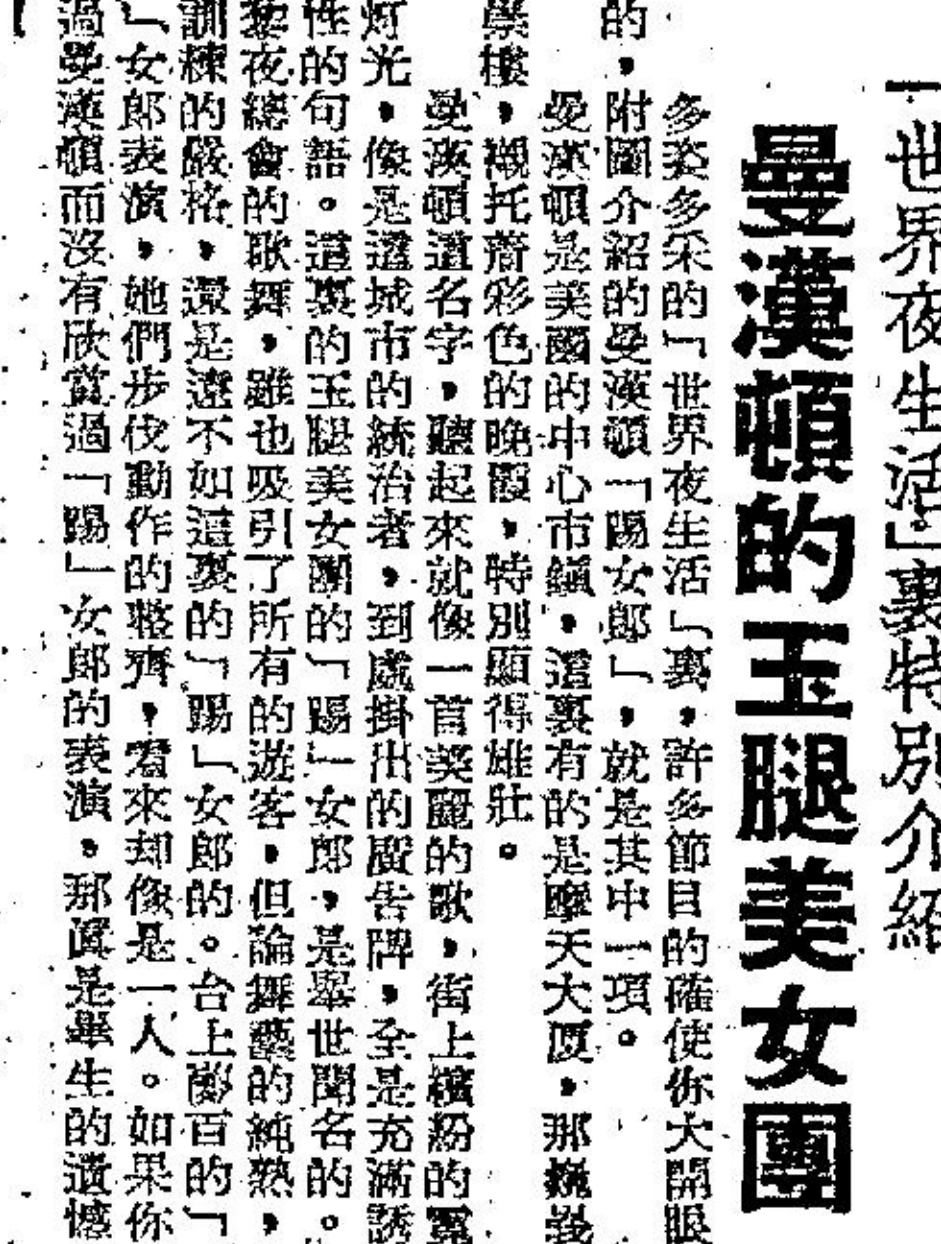 「世界夜生活」裏特別介紹
曼漢頓的玉腿美女團
多姿多采的「世界夜生活」裏，許多節目的確使你大開眼
的，附圖介紹的曼漢頓「踢女郎」，就是其中一項。
曼漢頓是美國的中心市鎮，這裏有的是摩天大厦，那巍峩
崇樓，襯托着彩色的晚霞，特別顯得雄壯。
曼漢頓這名字，聽起來就像一首美麗的歌，街上繽紛的霓
灯光，像是這城市的統治者，到處掛出的廣告牌，全是充滿誘
性的句語。這裏的玉腿美女團的「踢」女郎，是舉世聞名的。
黎夜總會的歌舞，雖也吸引了所有的遊客，但論舞藝的純熟，
訓練的嚴格，還是遠不如這裏的「踢」女郎的。台上數百的「
」女郎表演，她們步伐動作的整齊，看來却像是一人。如果你
過曼漢頓而沒有欣賞過「踢」女郎的表演，那真是畢生的遺憾